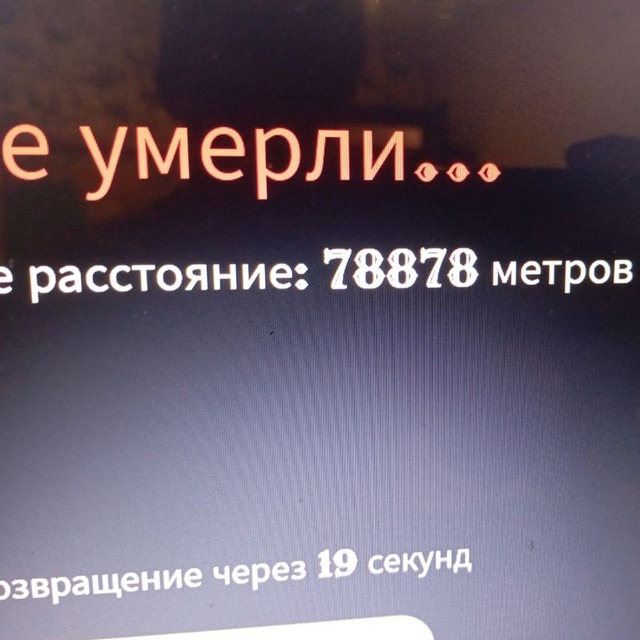 е умерли...
е расстояние: 78878 метров
озвращение через 19 секунд